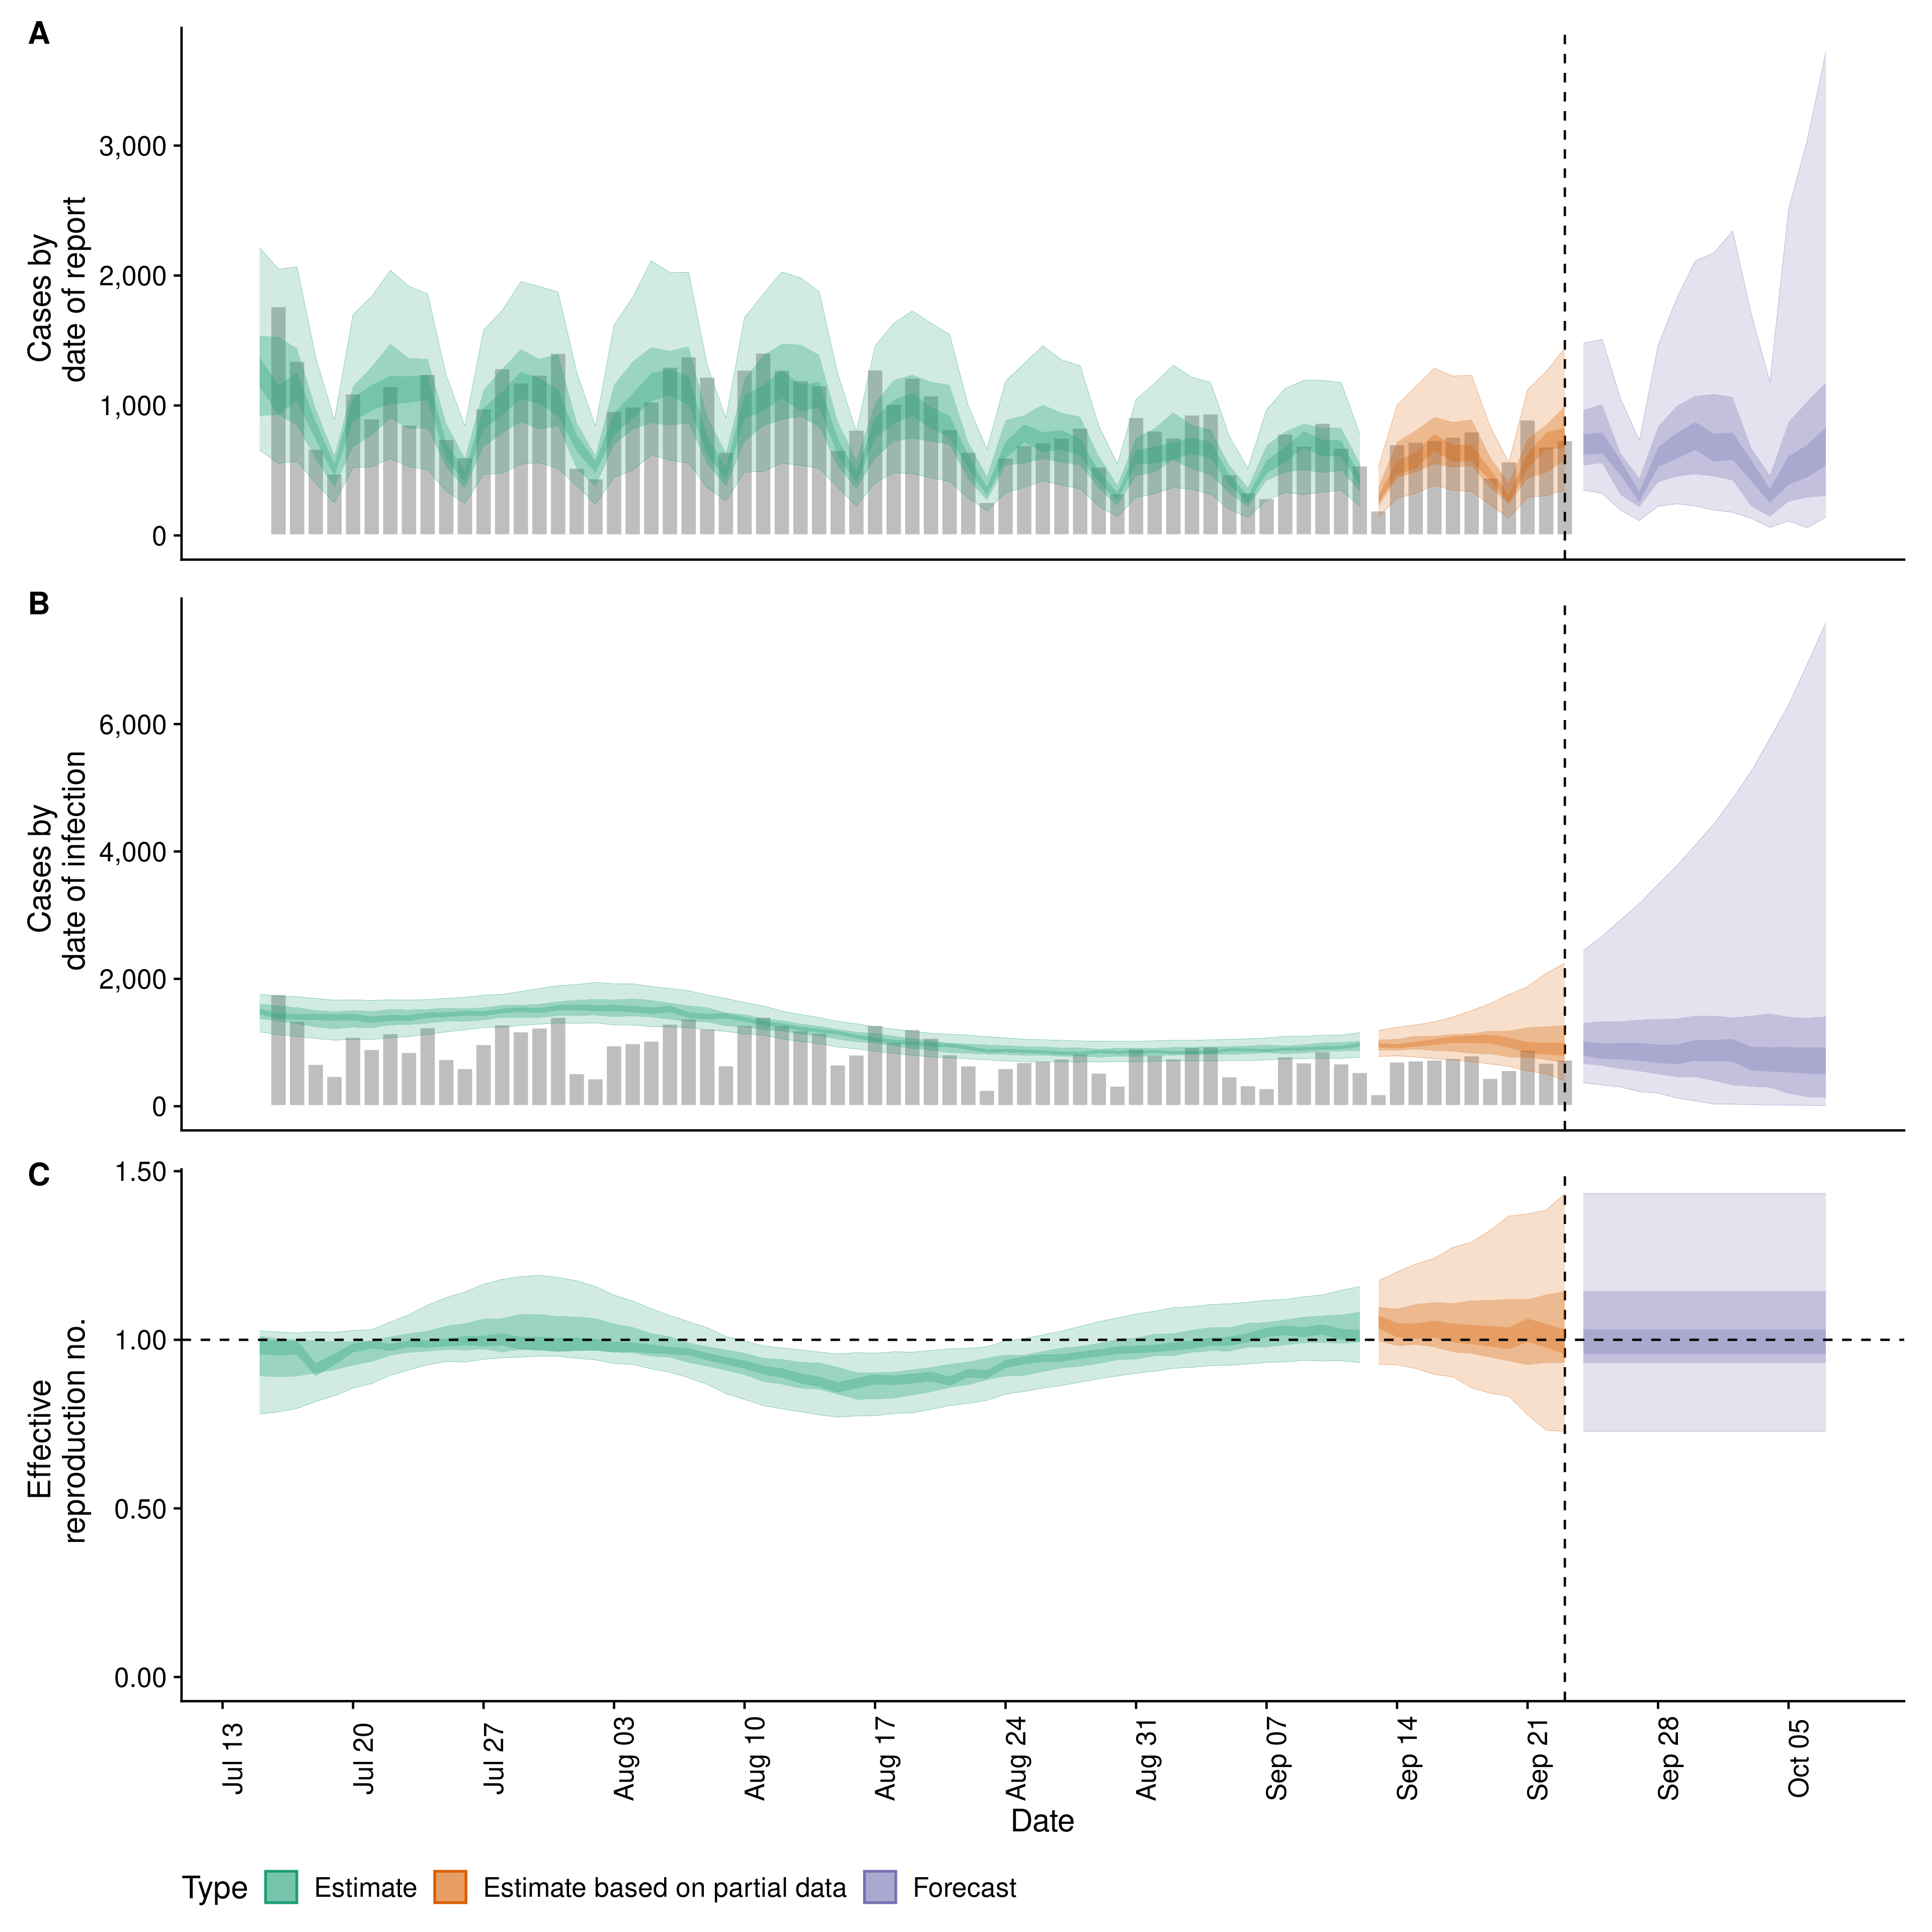 A
Cases by
date of report
3,000
2,000
1,000
0
B
Cases by
date of infection
6,000
4,000
2,000
0
C
Effective
reproduction no.
1.50
1.00
0.50
0.00
Jul 13
Jul 20
Jul 27
Aug 03
Aug 10
Aug 17
Aug 24
Aug 31
Sep 07
Sep 14
Sep 21
Sep 28
Oct 05
Date
Type Estimate Estimate based on partial data Forecast